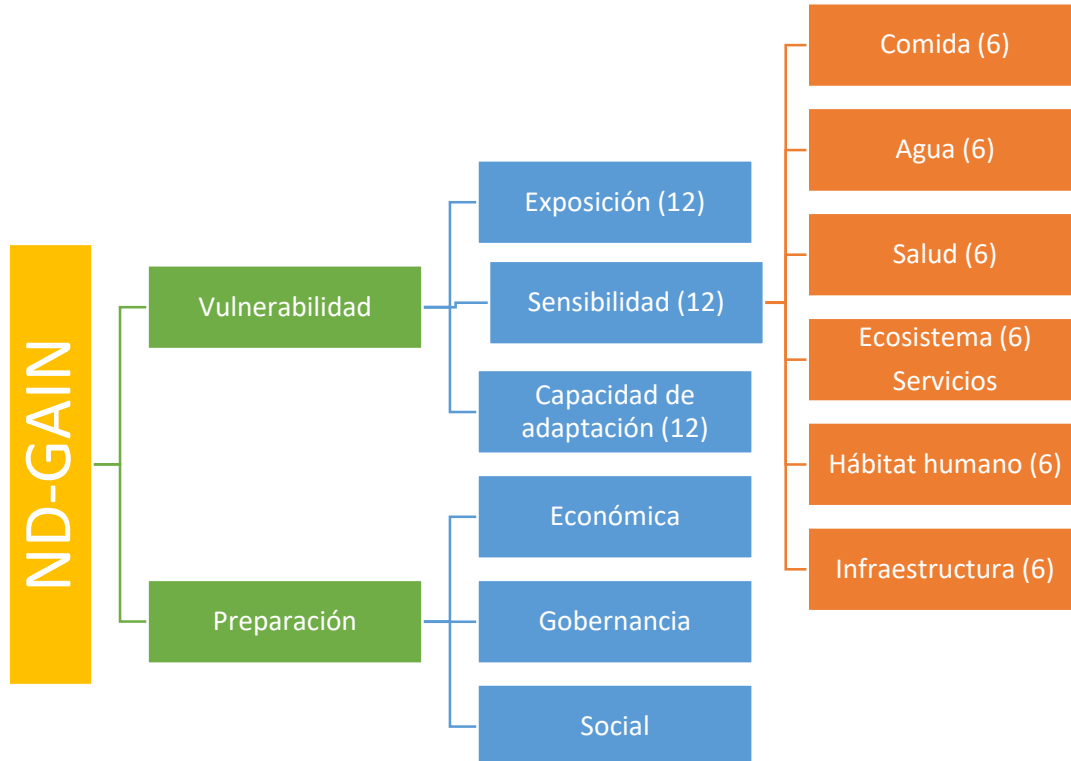 ND-GAIN
Vulnerabilidad
Preparación
Exposición (12)
Sensibilidad (12)
Capacidad de
adaptación (12)
Económica
Gobernancia
Social
Comida (6)
Agua (6)
Salud (6)
Ecosistema (6)
Servicios
Hábitat humano (6)
Infraestructura (6)